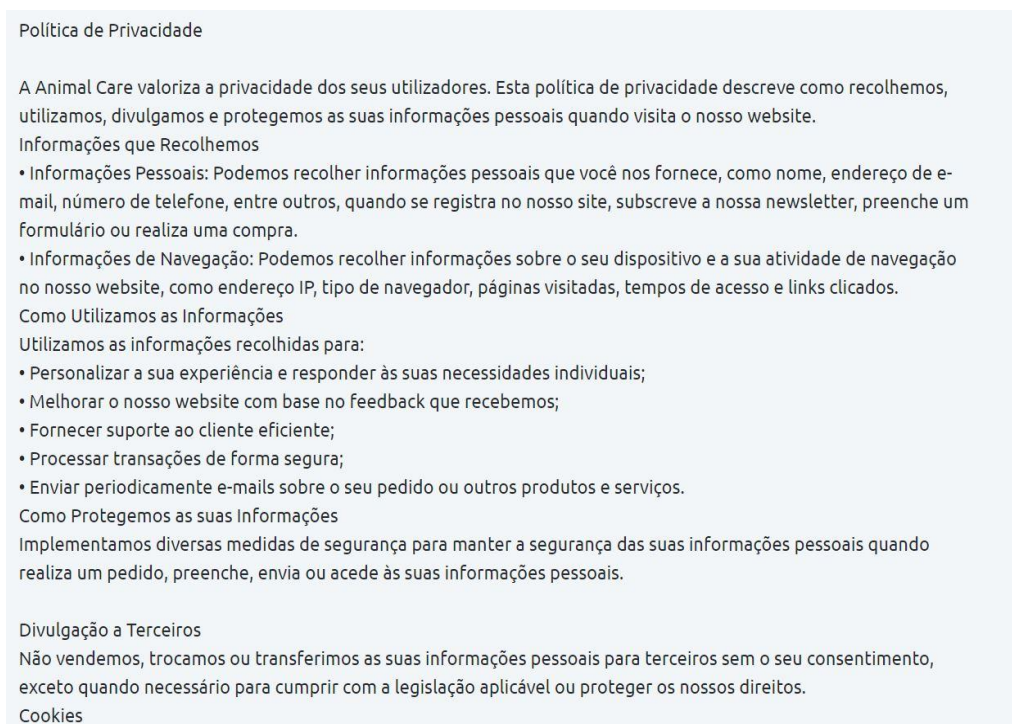 Política de Privacidade
A Animal Care valoriza a privacidade dos seus utilizadores. Esta política de privacidade descreve como recolhemos,
utilizamos, divulgamos e protegemos as suas informações pessoais quando visita o nosso website.
Informações que Recolhemos
• Informações Pessoais: Podemos recolher informações pessoais que você nos fornece, como nome, endereço de e-
mail, número de telefone, entre outros, quando se registra no nosso site, subscreve a nossa newsletter, preenche um
formulário ou realiza uma compra.
• Informações de Navegação: Podemos recolher informações sobre o seu dispositivo e a sua atividade de navegação
no nosso website, como endereço IP, tipo de navegador, páginas visitadas, tempos de acesso e links clicados.
Como Utilizamos as Informações
Utilizamos as informações recolhidas para:
• Personalizar a sua experiência e responder às suas necessidades individuais;
• Melhorar o nosso website com base no feedback que recebemos;
• Fornecer suporte ao cliente eficiente;
• Processar transações de forma segura;
• Enviar periodicamente e-mails sobre o seu pedido ou outros produtos e serviços.
Como Protegemos as suas Informações
Implementamos diversas medidas de segurança para manter a segurança das suas informações pessoais quando
realiza um pedido, preenche, envia ou acede às suas informações pessoais.
Divulgação a Terceiros
Não vendemos, trocamos ou transferimos as suas informações pessoais para terceiros sem o seu consentimento,
exceto quando necessário para cumprir com a legislação aplicável ou proteger os nossos direitos.
Cookies